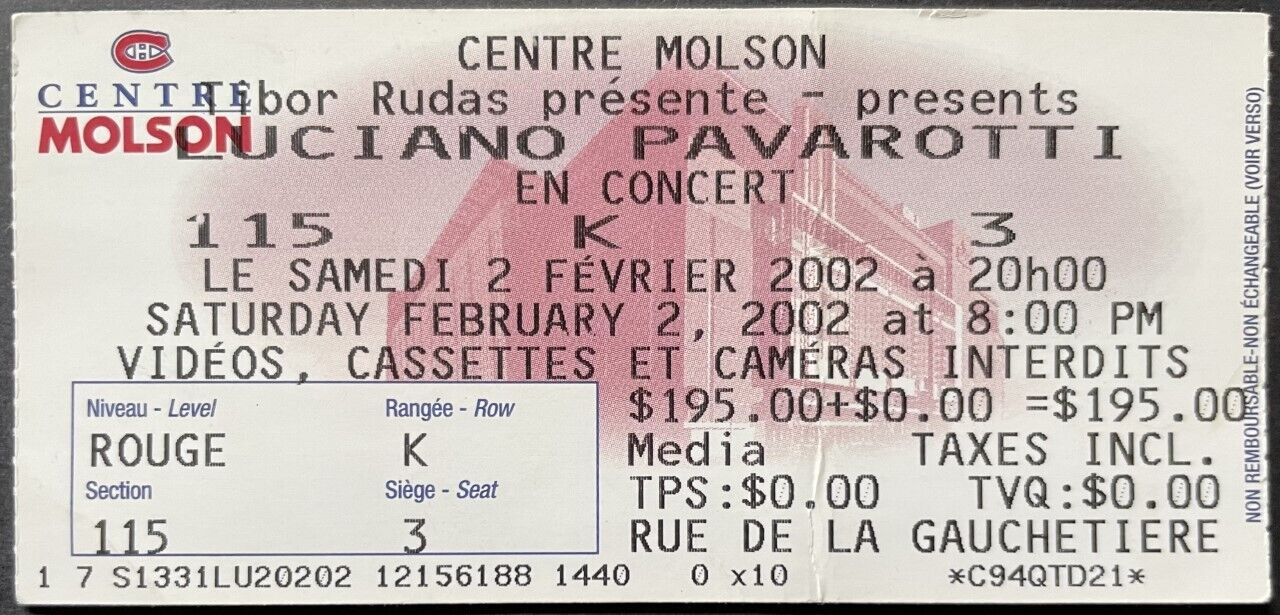 CENTRE MOLSON
CENTRE
MOLSON
Tibor Rudas présente - presents
LUCIANO PAVAROTTI
EN CONCERT
115 K 3
LE SAMEDI 2 FÉVRIER 2002 à 20h00
SATURDAY FEBRUARY 2, 2002 at 8:00 PM
VIDÉOS, CASSETTES ET CAMÉRAS INTERDITS
Niveau - Level Rangée - Row
ROUGE K
Section Siège - Seat
115 3
$195.00+$0.00 =$195.00
Media TAXES INCL.
TPS:$0.00 TVQ:$0.00
RUE DE LA GAUCHETIERE
1 7 S1331LU20202 12156188 1440 0 x10 *C94QTD21*
NON REMBOURSABLE-NON ÉCHANGEABLE (VOIR VERSO)